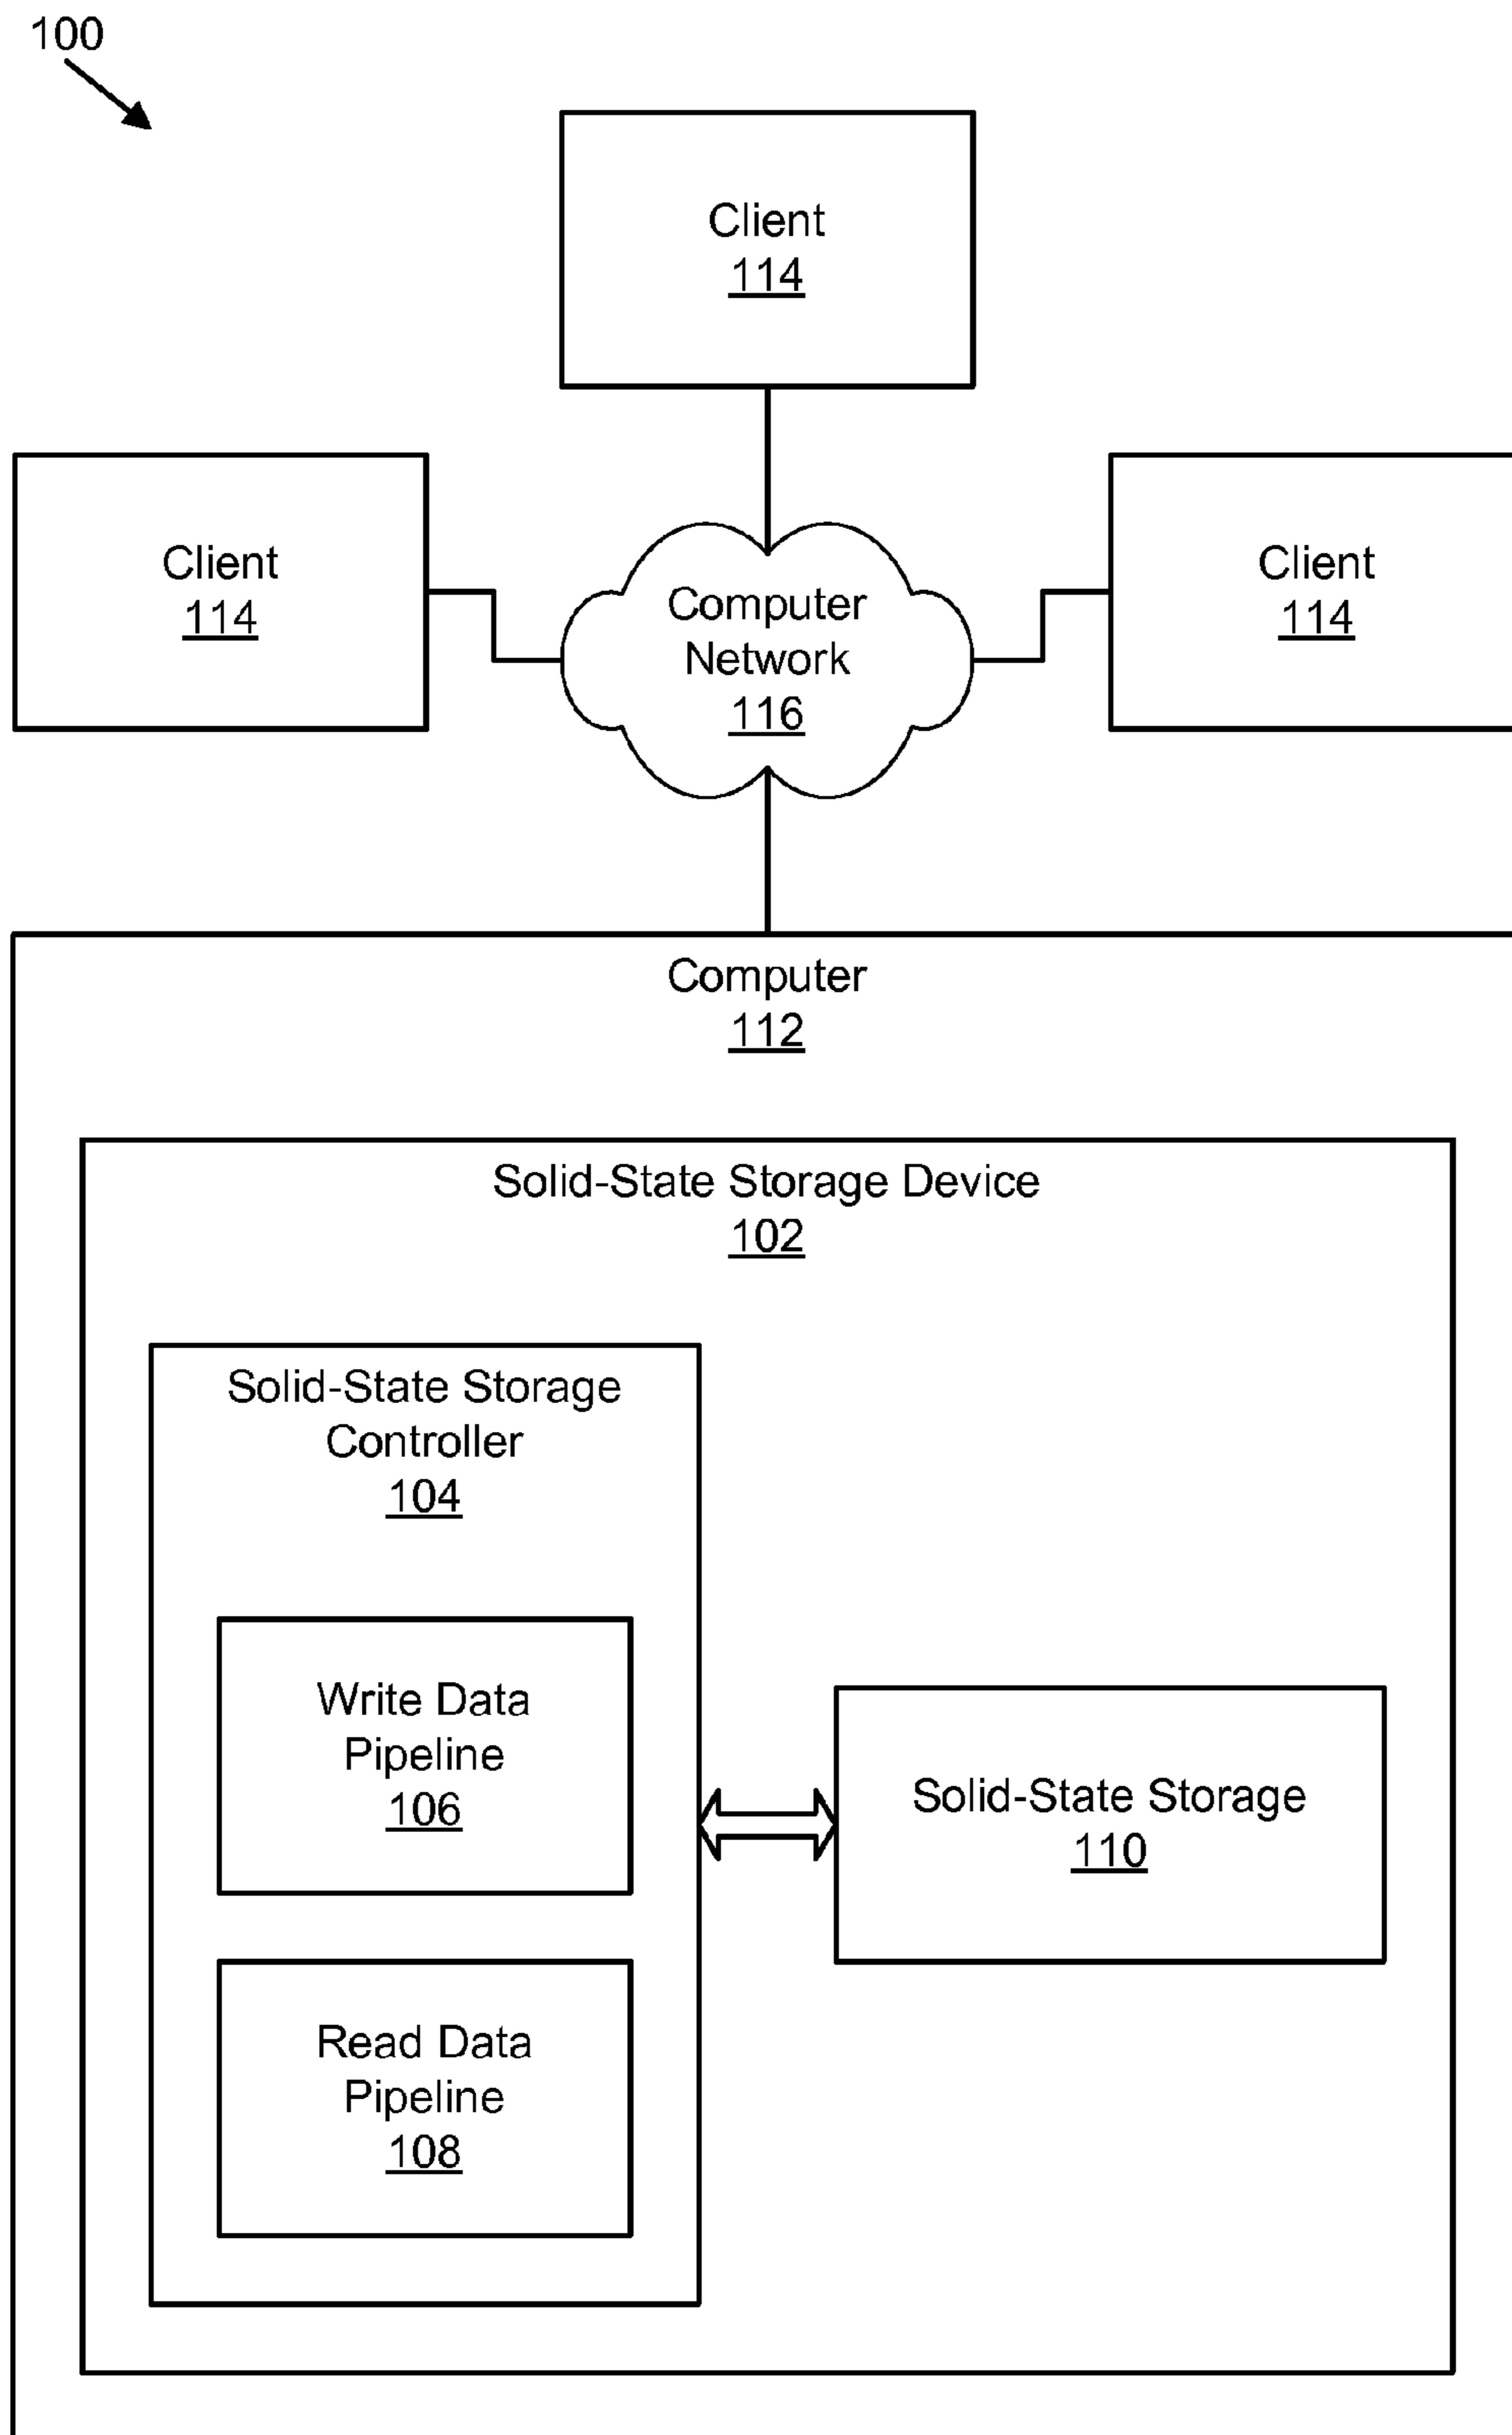 100
Client
114
Client
114
Client
114
Computer
Network
116
Computer
112
Solid-State Storage Device
102
Solid-State Storage
Controller
104
Write Data
Pipeline
106
Solid-State Storage
110
Read Data
Pipeline
108